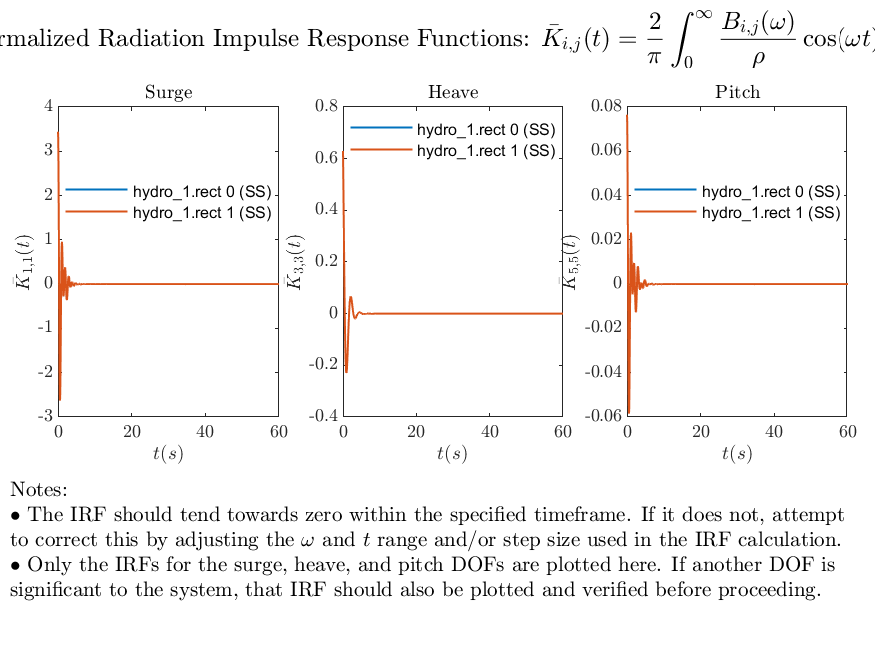 rmalized Radiation Impulse Response Functions: K̄i,j(t) = 2/π ∫0^∞ Bi,j(ω)/ρ cos(ωt)
Surge
4
3
2
1
0
-1
-2
-3
0 20 40 60
t(s)
K̄1,1(t)
hydro_1.rect 0 (SS)
hydro_1.rect 1 (SS)
Heave
0.8
0.6
0.4
0.2
0
-0.2
-0.4
0 20 40 60
t(s)
K̄3,3(t)
hydro_1.rect 0 (SS)
hydro_1.rect 1 (SS)
Pitch
0.08
0.06
0.04
0.02
0
-0.02
-0.04
-0.06
0 20 40 60
t(s)
K̄5,5(t)
hydro_1.rect 0 (SS)
hydro_1.rect 1 (SS)
Notes:
• The IRF should tend towards zero within the specified timeframe. If it does not, attempt
to correct this by adjusting the ω and t range and/or step size used in the IRF calculation.
• Only the IRFs for the surge, heave, and pitch DOFs are plotted here. If another DOF is
significant to the system, that IRF should also be plotted and verified before proceeding.